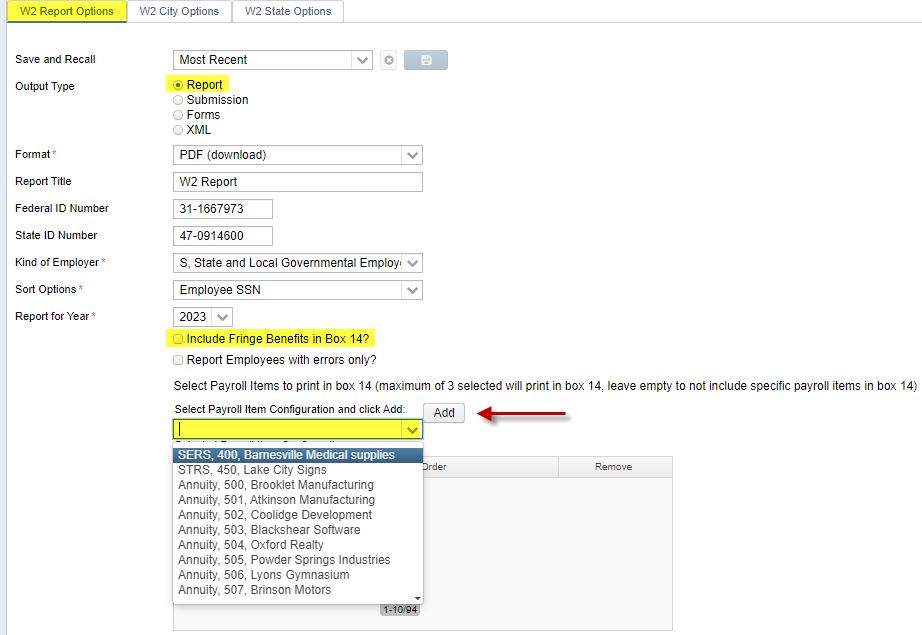 W2 Report Options W2 City Options W2 State Options
Save and Recall Most Recent
Output Type Report
Submission
Forms
XML
Format* PDF (download)
Report Title W2 Report
Federal ID Number 31-1667973
State ID Number 47-0914600
Kind of Employer* S, State and Local Governmental Employ
Sort Options* Employee SSN
Report for Year* 2023
Include Fringe Benefits in Box 14?
Report Employees with errors only?
Select Payroll Items to print in box 14 (maximum of 3 selected will print in box 14, leave empty to not include specific payroll items in box 14)
Select Payroll Item Configuration and click Add: Add
SERS, 400, Barnesville Medical supplies
Order Remove
STRS, 450, Lake City Signs
Annuity, 500, Brooklet Manufacturing
Annuity, 501, Atkinson Manufacturing
Annuity, 502, Coolidge Development
Annuity, 503, Blackshear Software
Annuity, 504, Oxford Realty
Annuity, 505, Powder Springs Industries
Annuity, 506, Lyons Gymnasium
Annuity, 507, Brinson Motors
1-10/94